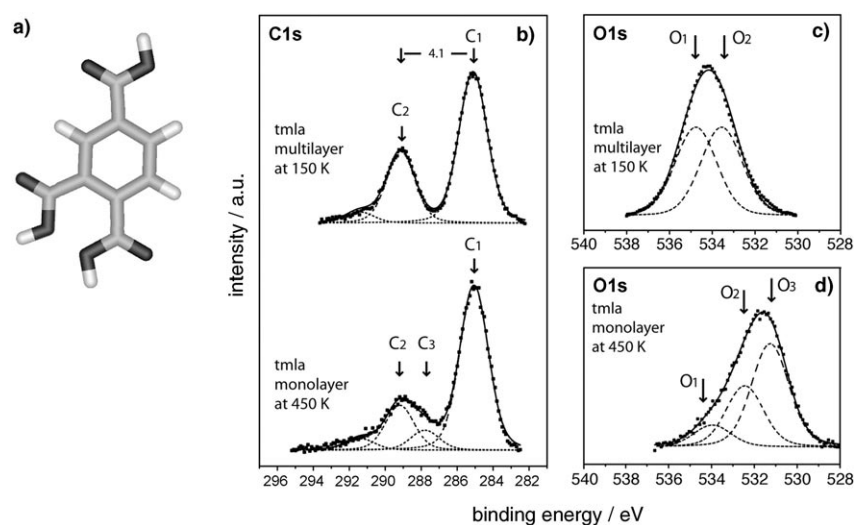 a)
C1s
b)
C1
4.1
C2
tmla
multilayer
at 150 K
C1
C2
C3
tmla
monolayer
at 450 K
intensity / a.u.
296 294 292 290 288 286 284 282
O1s
c)
O1
O2
tmla
multilayer
at 150 K
540 538 536 534 532 530 528
O1s
d)
O3
O2
tmla
monolayer
at 450 K
O1
540 538 536 534 532 530 528
binding energy / eV